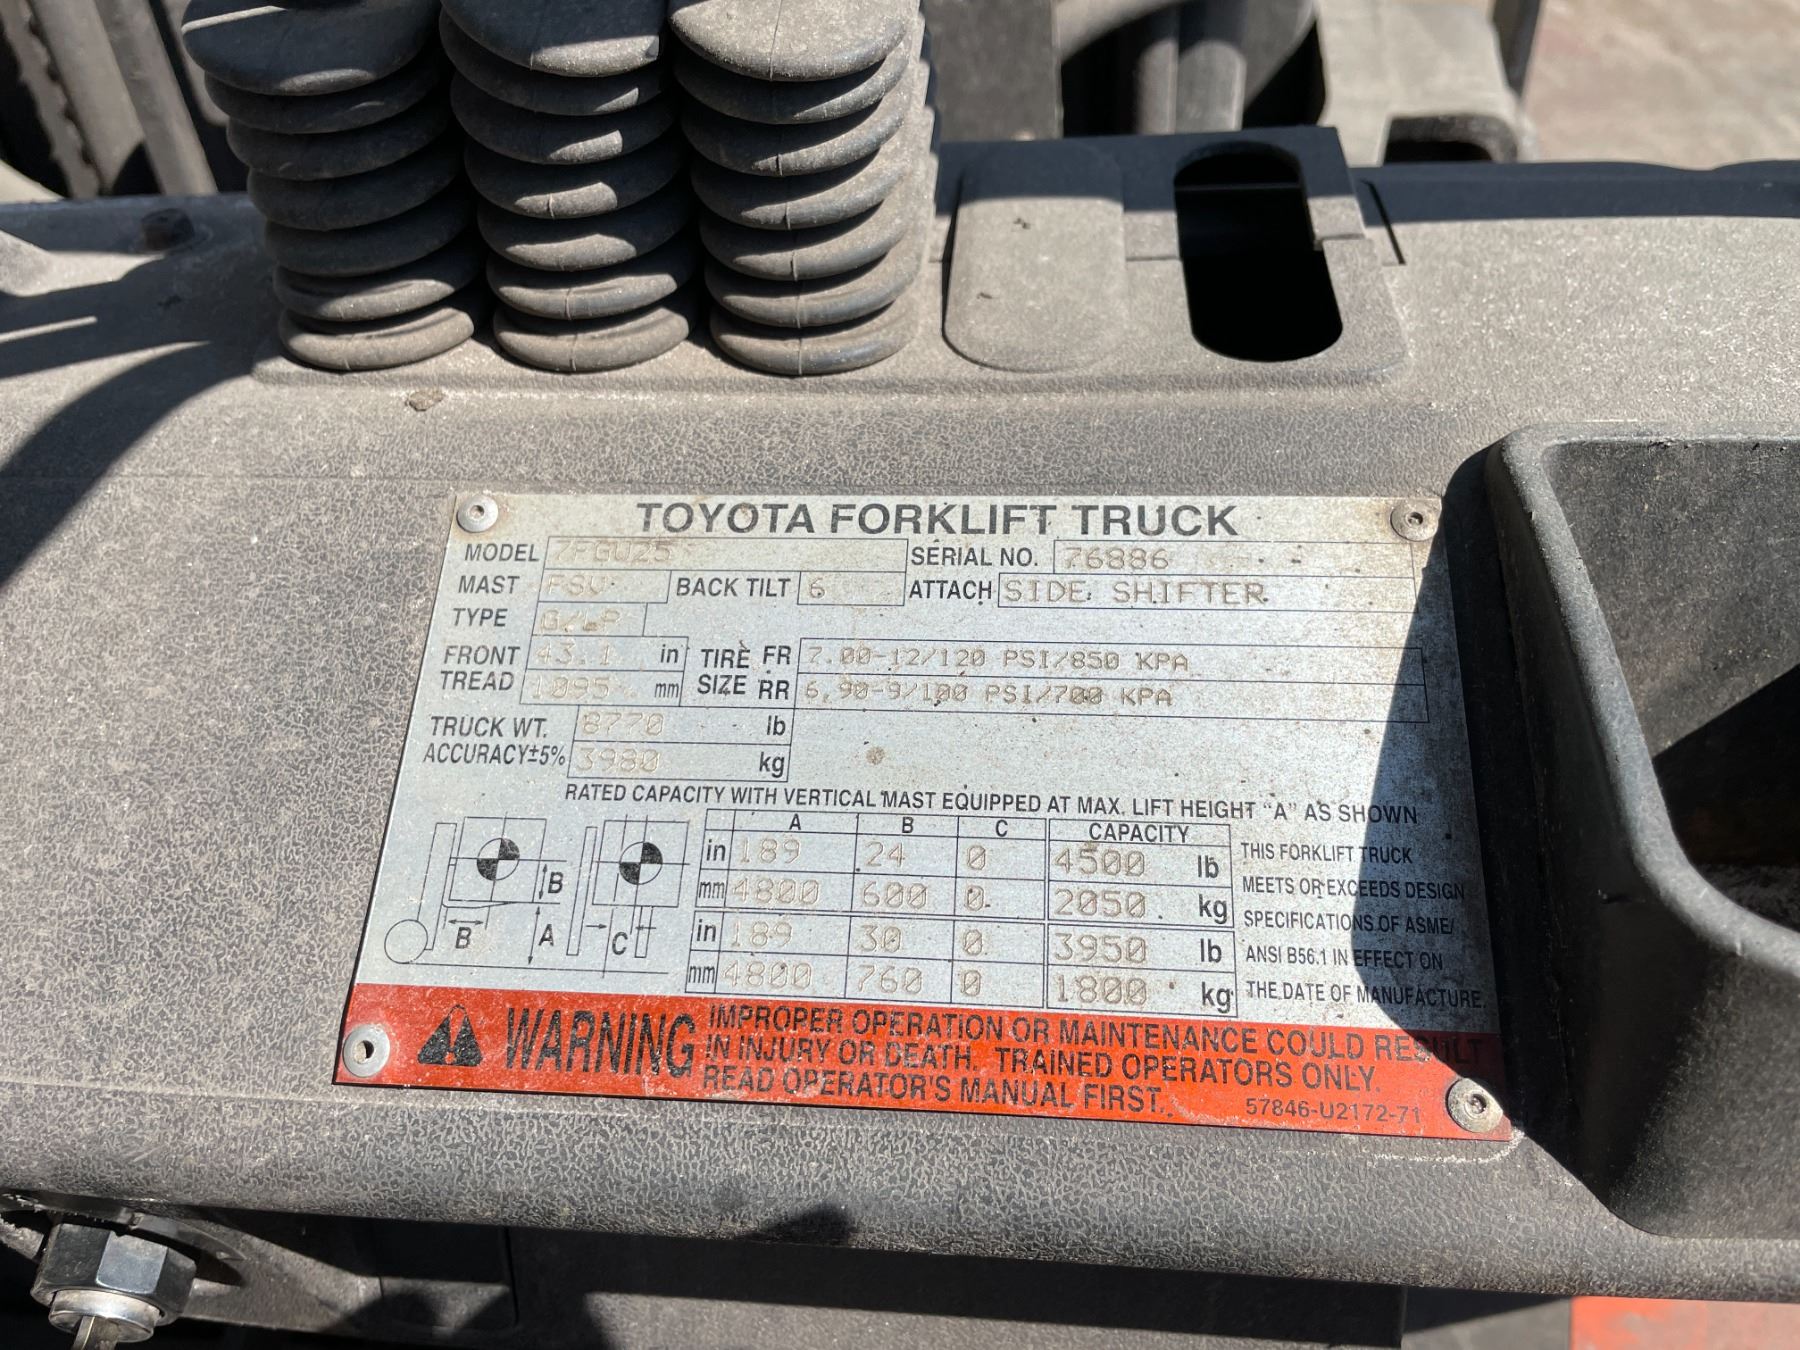 TOYOTA FORKLIFT TRUCK
MODEL 7FGU25 SERIAL NO. 76886
MAST FSV BACK TILT 6 ATTACH SIDE SHIFTER
TYPE G/LP
FRONT TREAD 43.1 in 1095 mm
TIRE SIZE FR 7.00-12/120 PSI/850 KPA
RR 6.90-9/100 PSI/700 KPA
TRUCK WT. 8770 lb
ACCURACY±5% 3980 kg
RATED CAPACITY WITH VERTICAL MAST EQUIPPED AT MAX. LIFT HEIGHT "A" AS SHOWN
A B C CAPACITY
in 189 24 0 4500 lb
mm 4800 600 0 2050 kg
in 189 30 0 3950 lb
mm 4800 760 0 1800 kg
B B A C
THIS FORKLIFT TRUCK
MEETS OR EXCEEDS DESIGN
SPECIFICATIONS OF ASME/
ANSI B56.1 IN EFFECT ON
THE DATE OF MANUFACTURE.
WARNING IMPROPER OPERATION OR MAINTENANCE COULD RESULT
IN INJURY OR DEATH. TRAINED OPERATORS ONLY.
READ OPERATOR'S MANUAL FIRST.
57846-U2172-71